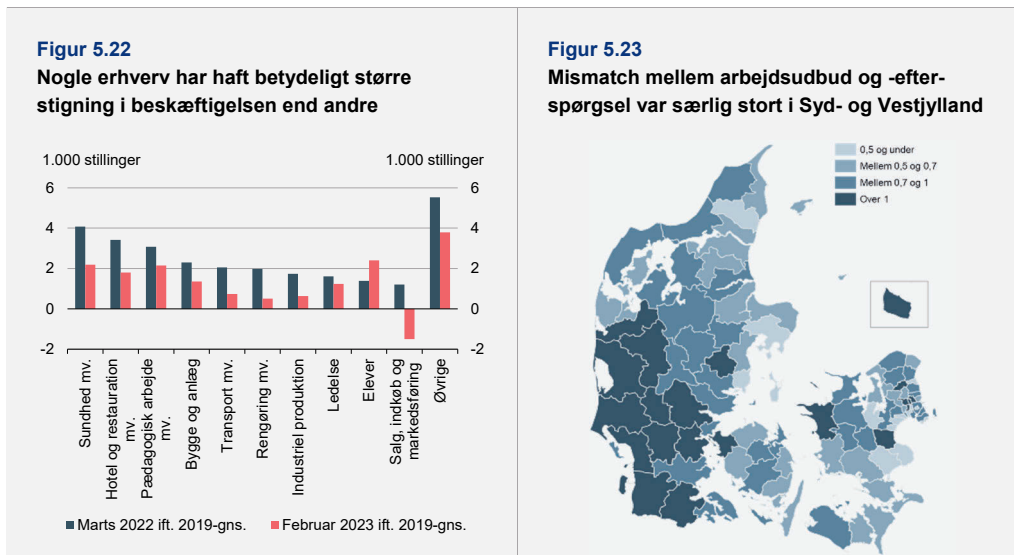 Figur 5.22
Nogle erhverv har haft betydeligt større
stigning i beskæftigelsen end andre
1.000 stillinger
1.000 stillinger
6
4
2
0
-2
6
4
2
0
-2
Sundhed mv.
Hotel og restauration
mv.
Pædagogisk arbejde
mv.
Bygge og anlæg
Transport mv.
Rengøring mv.
Industriel produktion
Ledelse
Elever
Salg, indkøb og
markedsføring
Øvrige
Marts 2022 ift. 2019-gns.
Februar 2023 ift. 2019-gns.
Figur 5.23
Mismatch mellem arbejdsudbud og -efter-
spørgsel var særlig stort i Syd- og Vestjylland
0,5 og under
Mellem 0,5 og 0,7
Mellem 0,7 og 1
Over 1